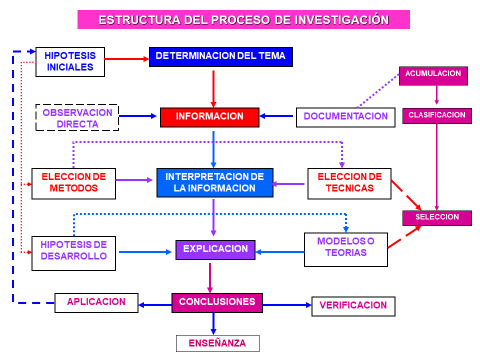 ESTRUCTURA DEL PROCESO DE INVESTIGACIÓN
HIPOTESIS
INICIALES
DETERMINACION DEL TEMA
ACUMULACION
OBSERVACION
DIRECTA
INFORMACION
DOCUMENTACION
CLASIFICACION
ELECCION DE
METODOS
INTERPRETACION DE
LA INFORMACION
ELECCION DE
TECNICAS
SELECCION
HIPOTESIS DE
DESARROLLO
EXPLICACION
MODELOS O
TEORIAS
APLICACION
CONCLUSIONES
VERIFICACION
ENSEÑANZA